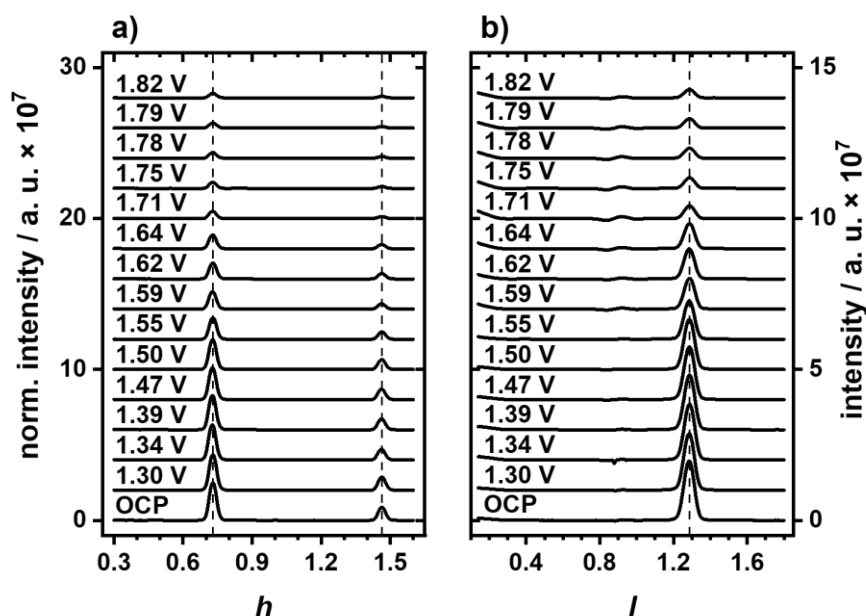 a)
norm. intensity / a. u. × 10⁷
30
20
10
0
1.82 V
1.79 V
1.78 V
1.75 V
1.71 V
1.64 V
1.62 V
1.59 V
1.55 V
1.50 V
1.47 V
1.39 V
1.34 V
1.30 V
OCP
0.3 0.6 0.9 1.2 1.5
h
b)
1.82 V
1.79 V
1.78 V
1.75 V
1.71 V
1.64 V
1.62 V
1.59 V
1.55 V
1.50 V
1.47 V
1.39 V
1.34 V
1.30 V
OCP
0.4 0.8 1.2 1.6
l
15
10
5
0
intensity / a. u. × 10⁷